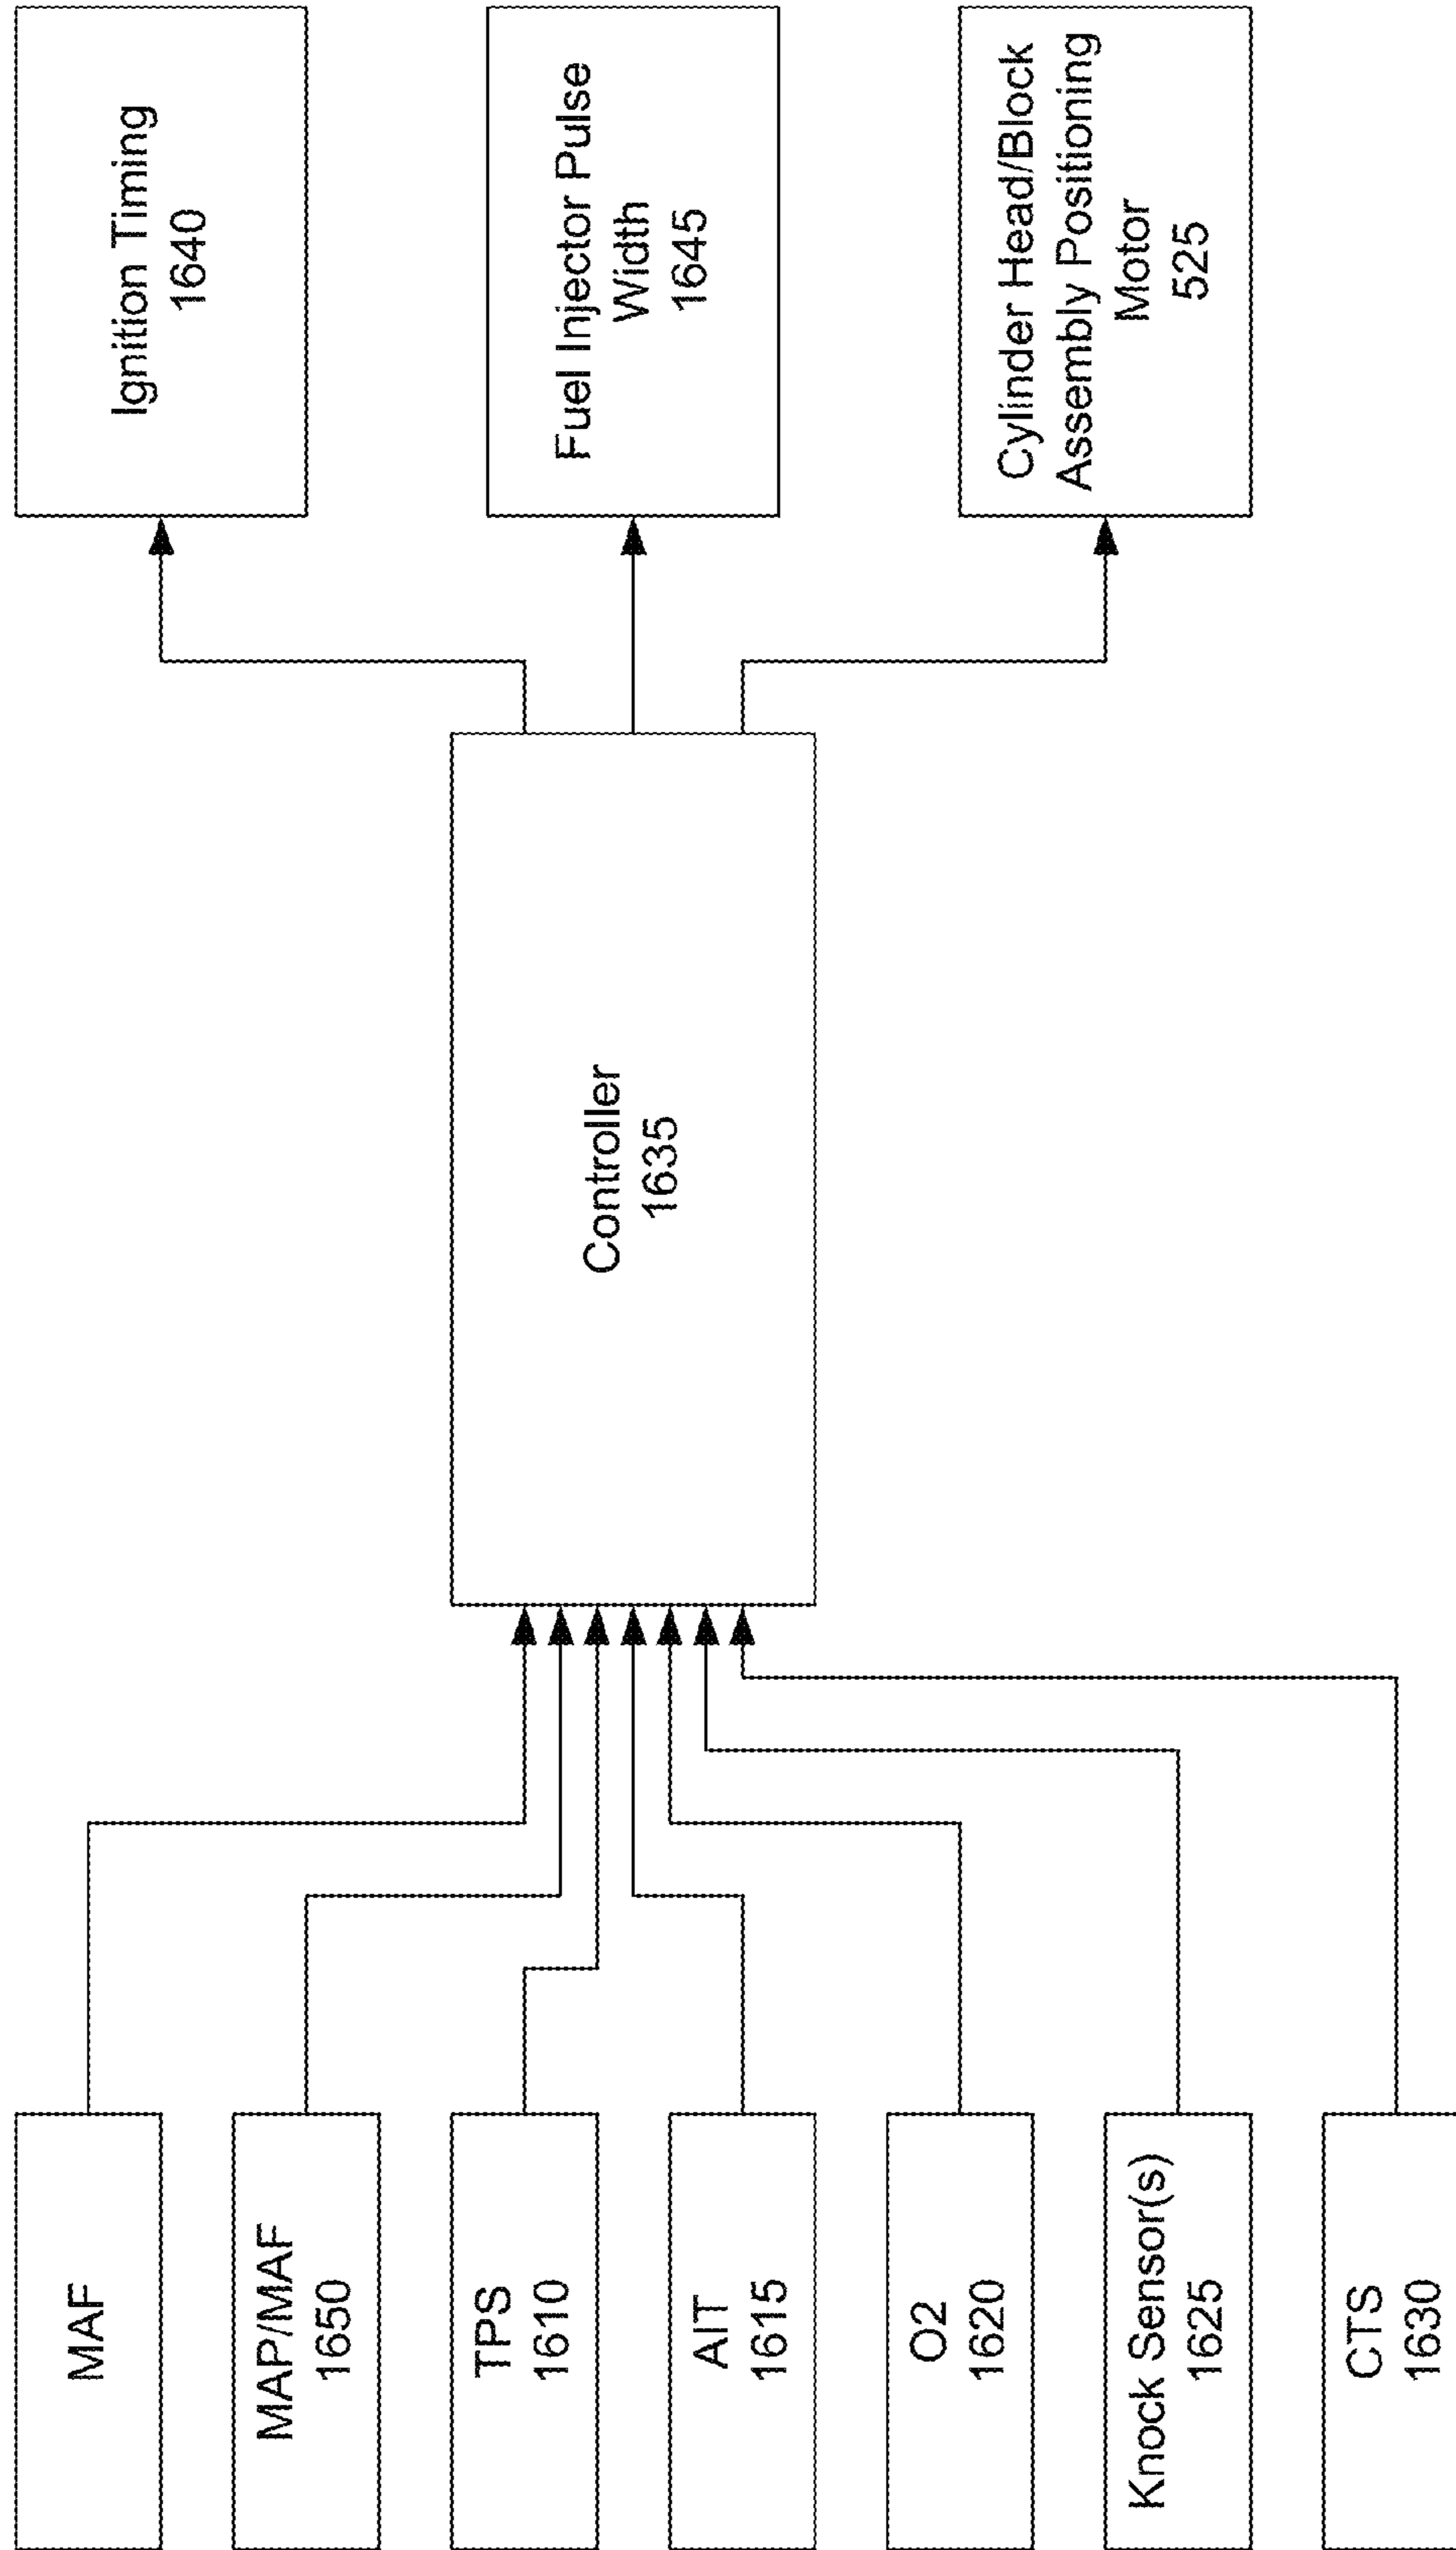 MAF
MAP/MAF
1650
TPS
1610
AIT
1615
O2
1620
Knock Sensor(s)
1625
CTS
1630
Controller
1635
Ignition Timing
1640
Fuel Injector Pulse
Width
1645
Cylinder Head/Block
Assembly Positioning
Motor
525